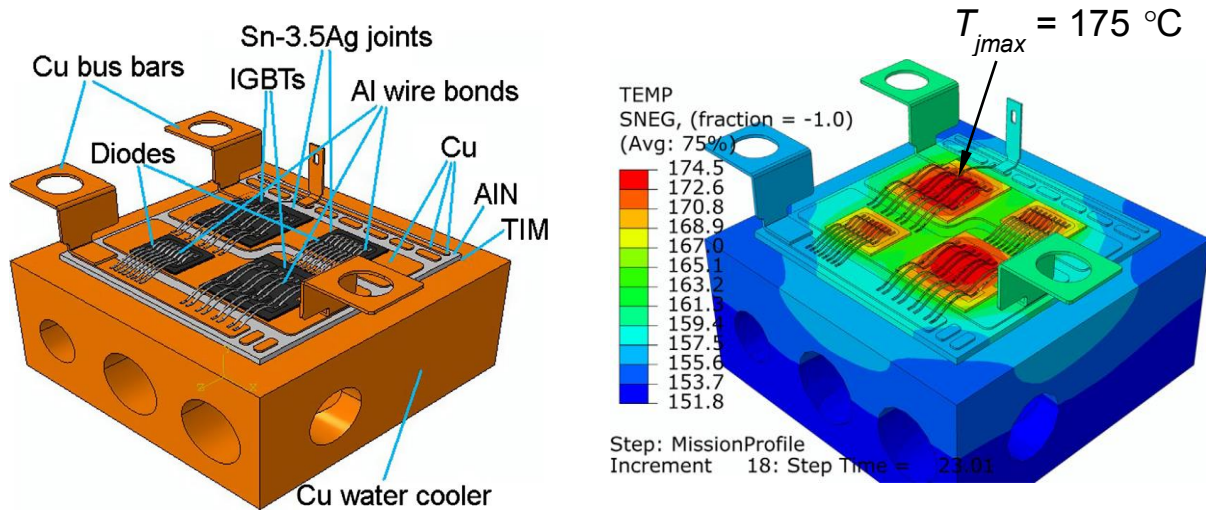 Sn-3.5Ag joints
Cu bus bars
IGBTs
Al wire bonds
Diodes
Cu
AlN
TIM
Cu water cooler
T_jmax = 175 °C
TEMP
SNEG, (fraction = -1.0)
(Avg: 75%)
174.5
172.6
170.8
168.9
167.0
165.1
163.2
161.3
159.4
157.5
155.6
153.7
151.8
Step: MissionProfile
Increment 18: Step Time = 23.01